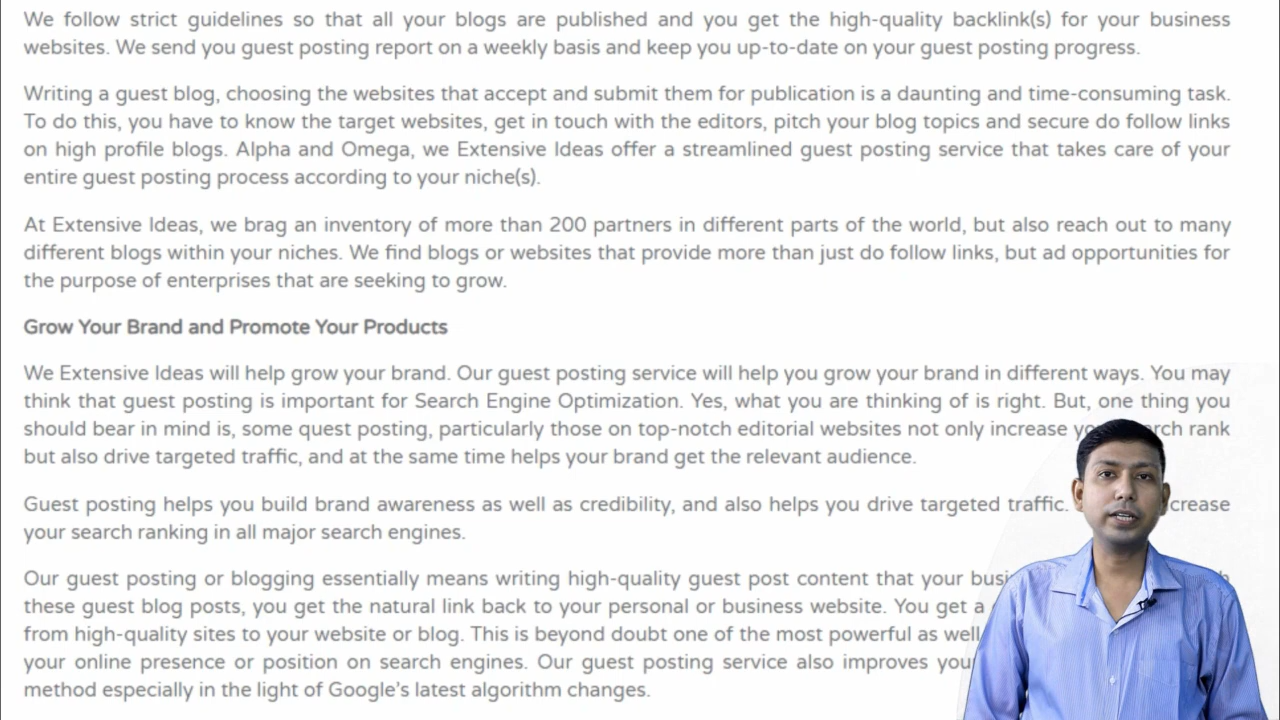 We follow strict guidelines so that all your blogs are published and you get the high-quality backlink(s) for your business
websites. We send you guest posting report on a weekly basis and keep you up-to-date on your guest posting progress.
Writing a guest blog, choosing the websites that accept and submit them for publication is a daunting and time-consuming task.
To do this, you have to know the target websites, get in touch with the editors, pitch your blog topics and secure do follow links
on high profile blogs. Alpha and Omega, we Extensive Ideas offer a streamlined guest posting service that takes care of your
entire guest posting process according to your niche(s).
At Extensive Ideas, we brag an inventory of more than 200 partners in different parts of the world, but also reach out to many
different blogs within your niches. We find blogs or websites that provide more than just do follow links, but ad opportunities for
the purpose of enterprises that are seeking to grow.
Grow Your Brand and Promote Your Products
We Extensive Ideas will help grow your brand. Our guest posting service will help you grow your brand in different ways. You may
think that guest posting is important for Search Engine Optimization. Yes, what you are thinking of is right. But, one thing you
should bear in mind is, some quest posting, particularly those on top-notch editorial websites not only increase rank
but also drive targeted traffic, and at the same time helps your brand get the relevant audience.
Guest posting helps you build brand awareness as well as credibility, and also helps you drive targeted traffic.
your search ranking in all major search engines.
Our guest posting or blogging essentially means writing high-quality guest post content that your
these guest blog posts, you get the natural link back to your personal or business website. You get a
from high-quality sites to your website or blog. This is beyond doubt one of the most powerful as well
your online presence or position on search engines. Our guest posting service also improves
method especially in the light of Google's latest algorithm changes.